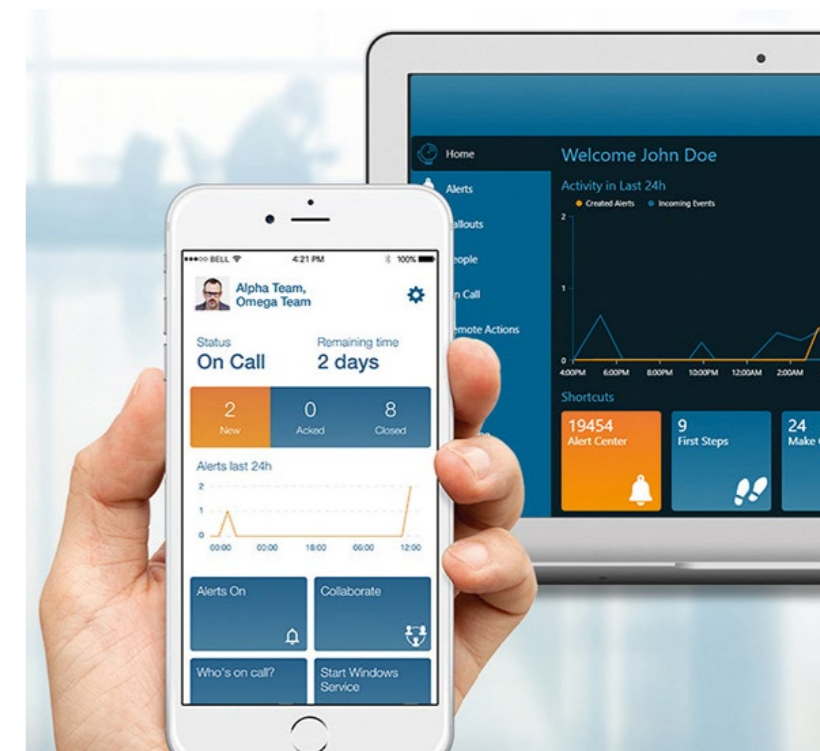 BELL
4:21 PM
100%
Alpha Team,
Omega Team
Status
On Call
Remaining time
2 days
2
New
0
Acked
8
Closed
Alerts last 24h
2
1
0
00:00 00:00 18:00 06:00 12:00
Alerts On
Collaborate
Who's on call?
Start Windows
Service
Home
Alerts
allouts
eople
n Call
emote Actions
Welcome John Doe
Activity in Last 24h
Created Alerts
Incoming Events
2
1
0
4:00PM 6:00PM 8:00PM 10:00PM 12:00AM 2:00AM
Shortcuts
19454
Alert Center
9
First Steps
24
Make